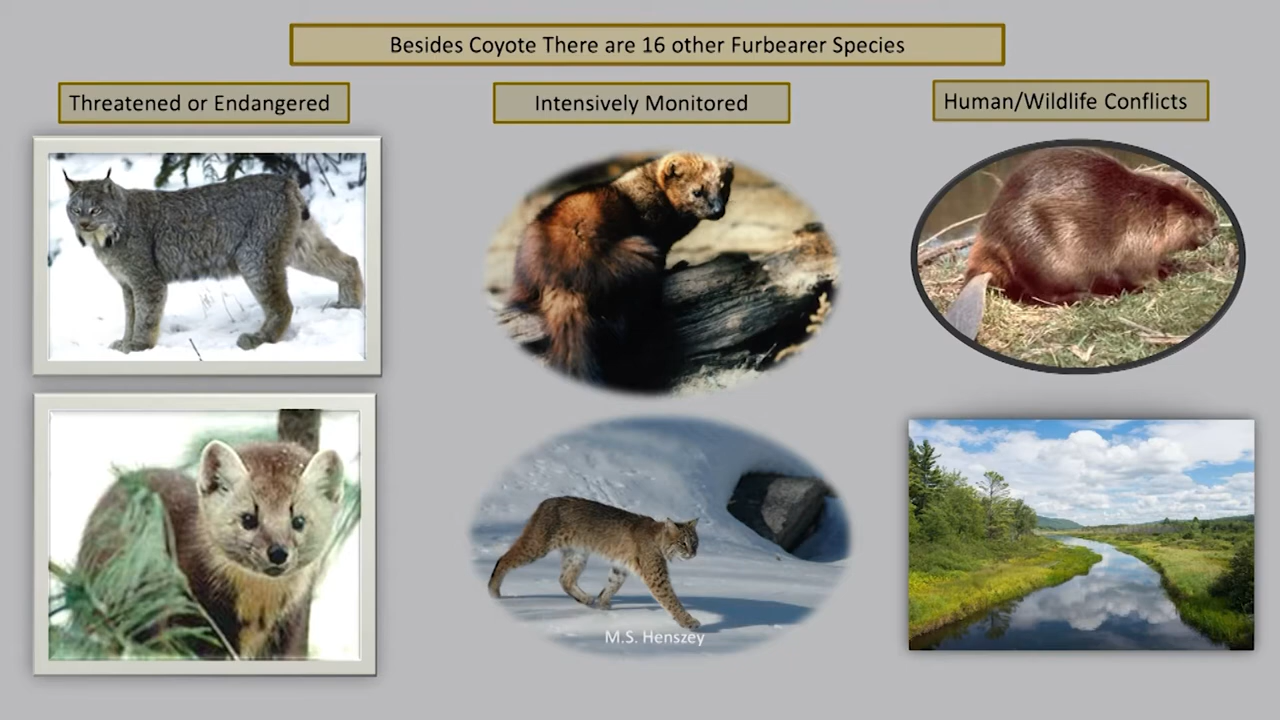 Besides Coyote There are 16 other Furbearer Species
Threatened or Endangered
Intensively Monitored
Human/Wildlife Conflicts
M.S. Henszey